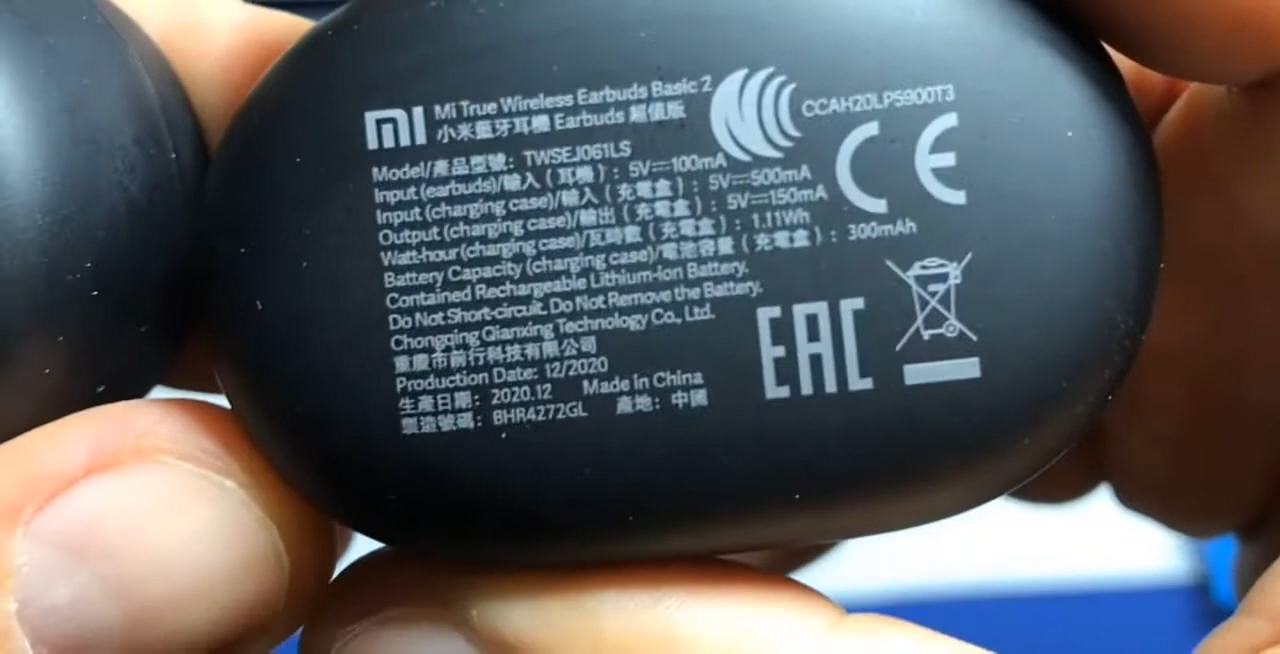 mi Mi True Wireless Earbuds Basic 2
小米藍牙耳機 Earbuds 超值版
CCAH20LP5900T3
Model/產品型號: TWSEJ061LS
Input (earbuds)/輸入 (耳機) : 5V⎓100mA
Input (charging case)/輸入 (充電盒) : 5V⎓500mA
Output (charging case)/輸出 (充電盒) : 5V⎓150mA
Watt-hour (charging case)/瓦時數 (充電盒) : 1.11Wh
Battery Capacity (charging case)/電池容量 (充電盒) : 300mAh
Contained Rechargeable Lithium-ion Battery.
Do Not Short-circuit. Do Not Remove the Battery.
Chongqing Qianxing Technology Co., Ltd.
重慶市前行科技有限公司
Production Date: 12/2020
生產日期: 2020.12 Made in China
製造號碼: BHR4272GL 產地: 中國
CE
EAC